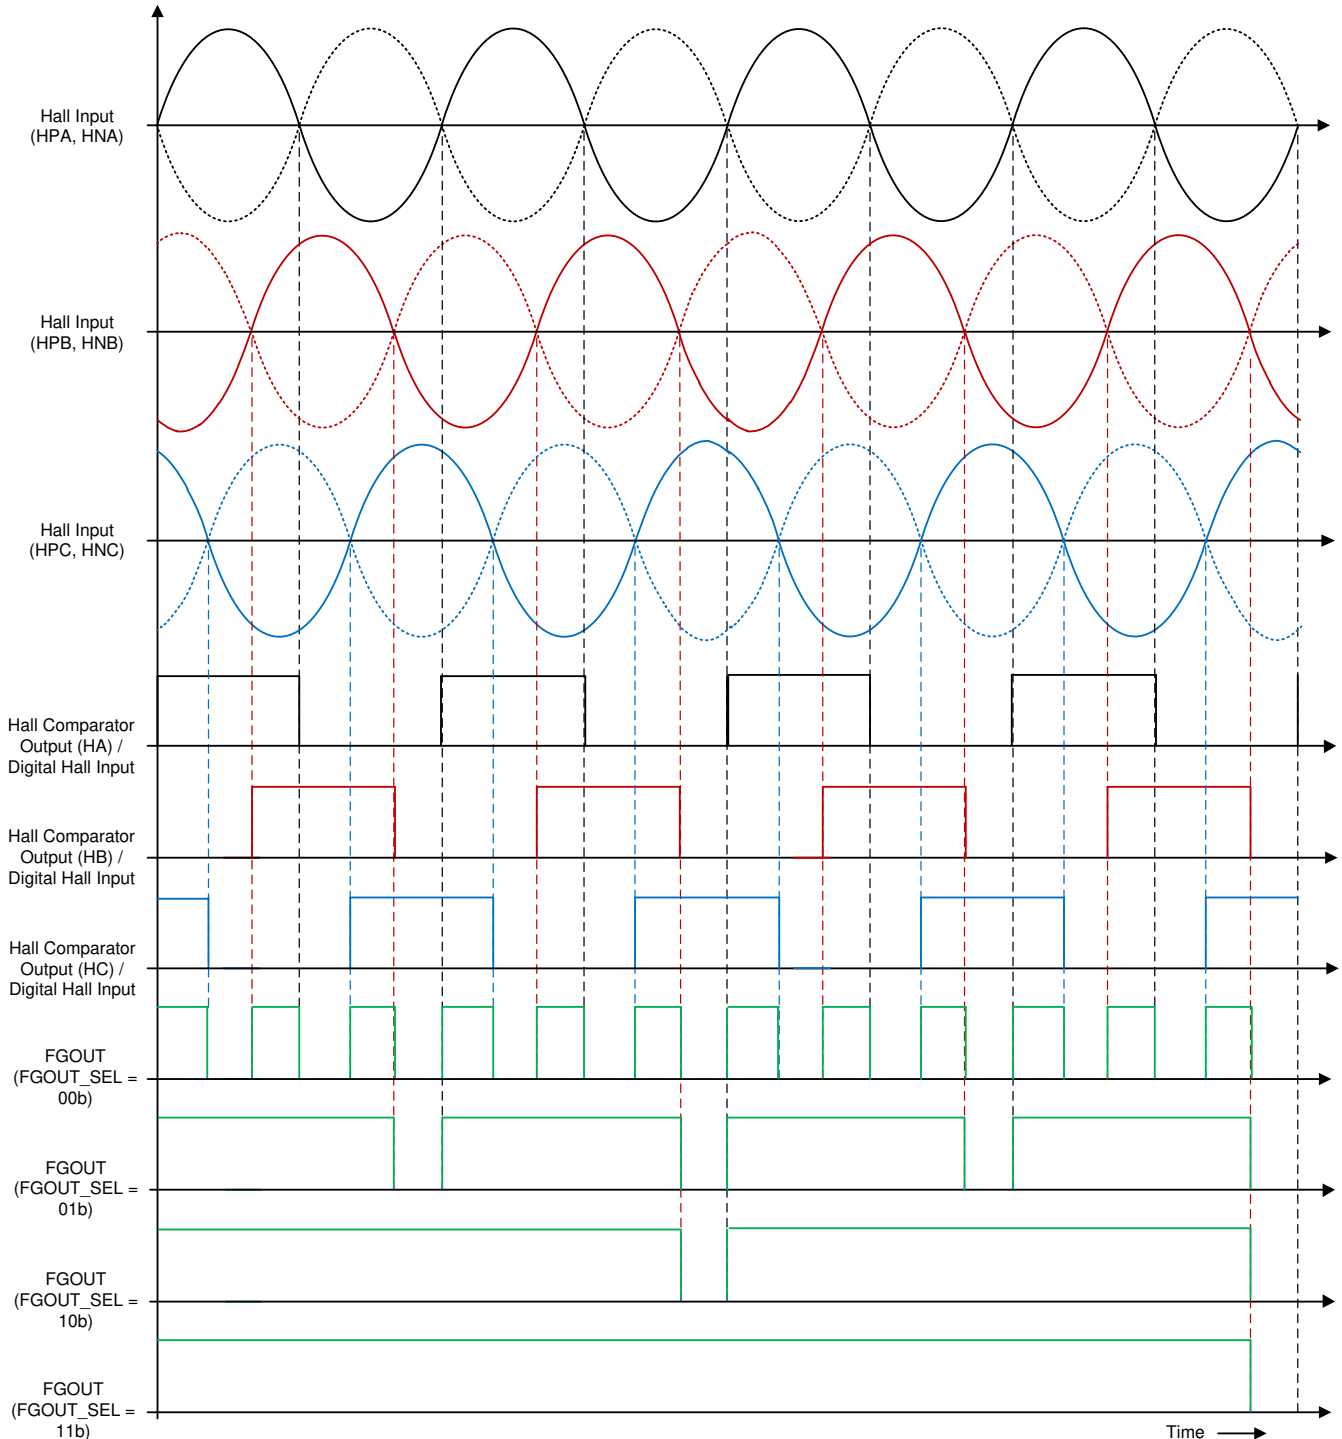 Hall Input
(HPA, HNA)
Hall Input
(HPB, HNB)
Hall Input
(HPC, HNC)
Hall Comparator
Output (HA) /
Digital Hall Input
Hall Comparator
Output (HB) /
Digital Hall Input
Hall Comparator
Output (HC) /
Digital Hall Input
FGOUT
(FGOUT_SEL =
00b)
FGOUT
(FGOUT_SEL =
01b)
FGOUT
(FGOUT_SEL =
10b)
FGOUT
(FGOUT_SEL =
11b)
Time